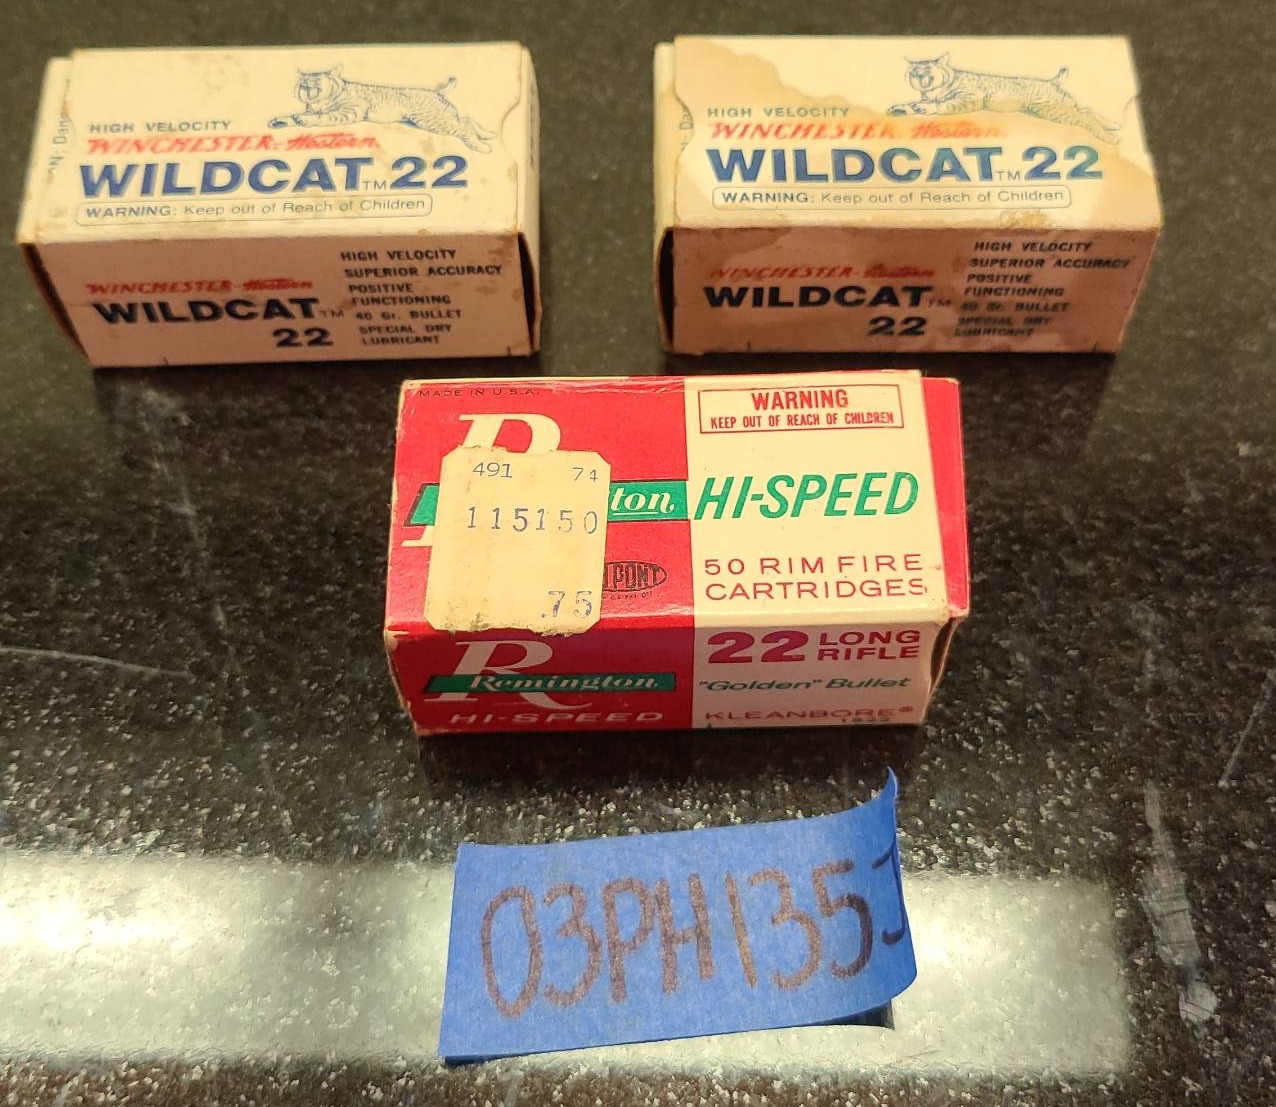 HIGH VELOCITY
WINCHESTER-Western
WILDCAT TM 22
WARNING: Keep out of Reach of Children
WINCHESTER-Western
WILDCAT TM
22
HIGH VELOCITY
SUPERIOR ACCURACY
POSITIVE
FUNCTIONING
40 Gr. BULLET
SPECIAL DRY
LUBRICANT
HIGH VELOCITY
WINCHESTER-Western
WILDCAT TM 22
WARNING: Keep out of Reach of Children
WINCHESTER-Western
WILDCAT TM
22
HIGH VELOCITY
SUPERIOR ACCURACY
POSITIVE
FUNCTIONING
40 Gr. BULLET
SPECIAL DRY
LUBRICANT
MADE IN U.S.A.
R
ton,
491 74
115150
.75
PONT
WARNING
KEEP OUT OF REACH OF CHILDREN
HI-SPEED
50 RIM FIRE
CARTRIDGES
R
Remington,
HI-SPEED
22 LONG
RIFLE
"Golden" Bullet
KLEANBORE®
1522
03PH135J